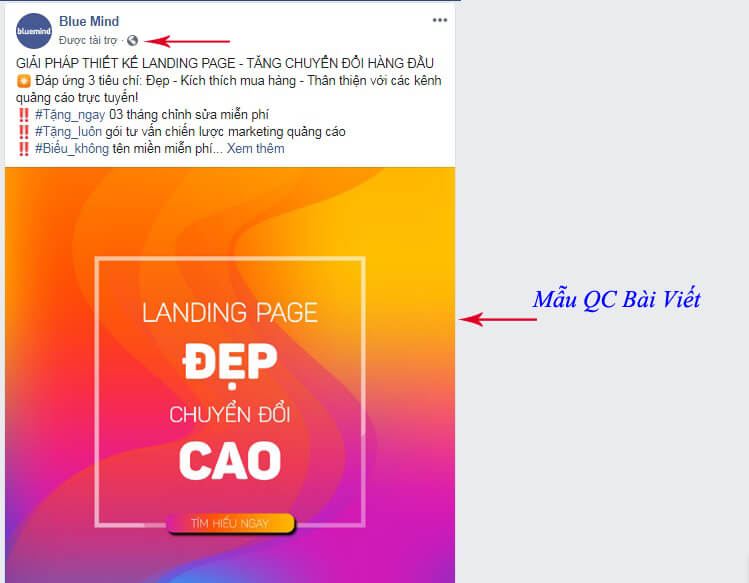 bluemind
Blue Mind
Được tài trợ ·
GIẢI PHÁP THIẾT KẾ LANDING PAGE - TĂNG CHUYỂN ĐỔI HÀNG ĐẦU
Đáp ứng 3 tiêu chí: Đẹp - Kích thích mua hàng - Thân thiện với các kênh
quảng cáo trực tuyến!
‼️ #Tặng_ngay 03 tháng chỉnh sửa miễn phí
‼️ #Tặng_luôn gói tư vấn chiến lược marketing quảng cáo
‼️ #Biếu_không tên miền miễn phí... Xem thêm
LANDING PAGE
ĐẸP
CHUYỂN ĐỔI
CAO
TÌM HIỂU NGAY
Mẫu QC Bài Viết